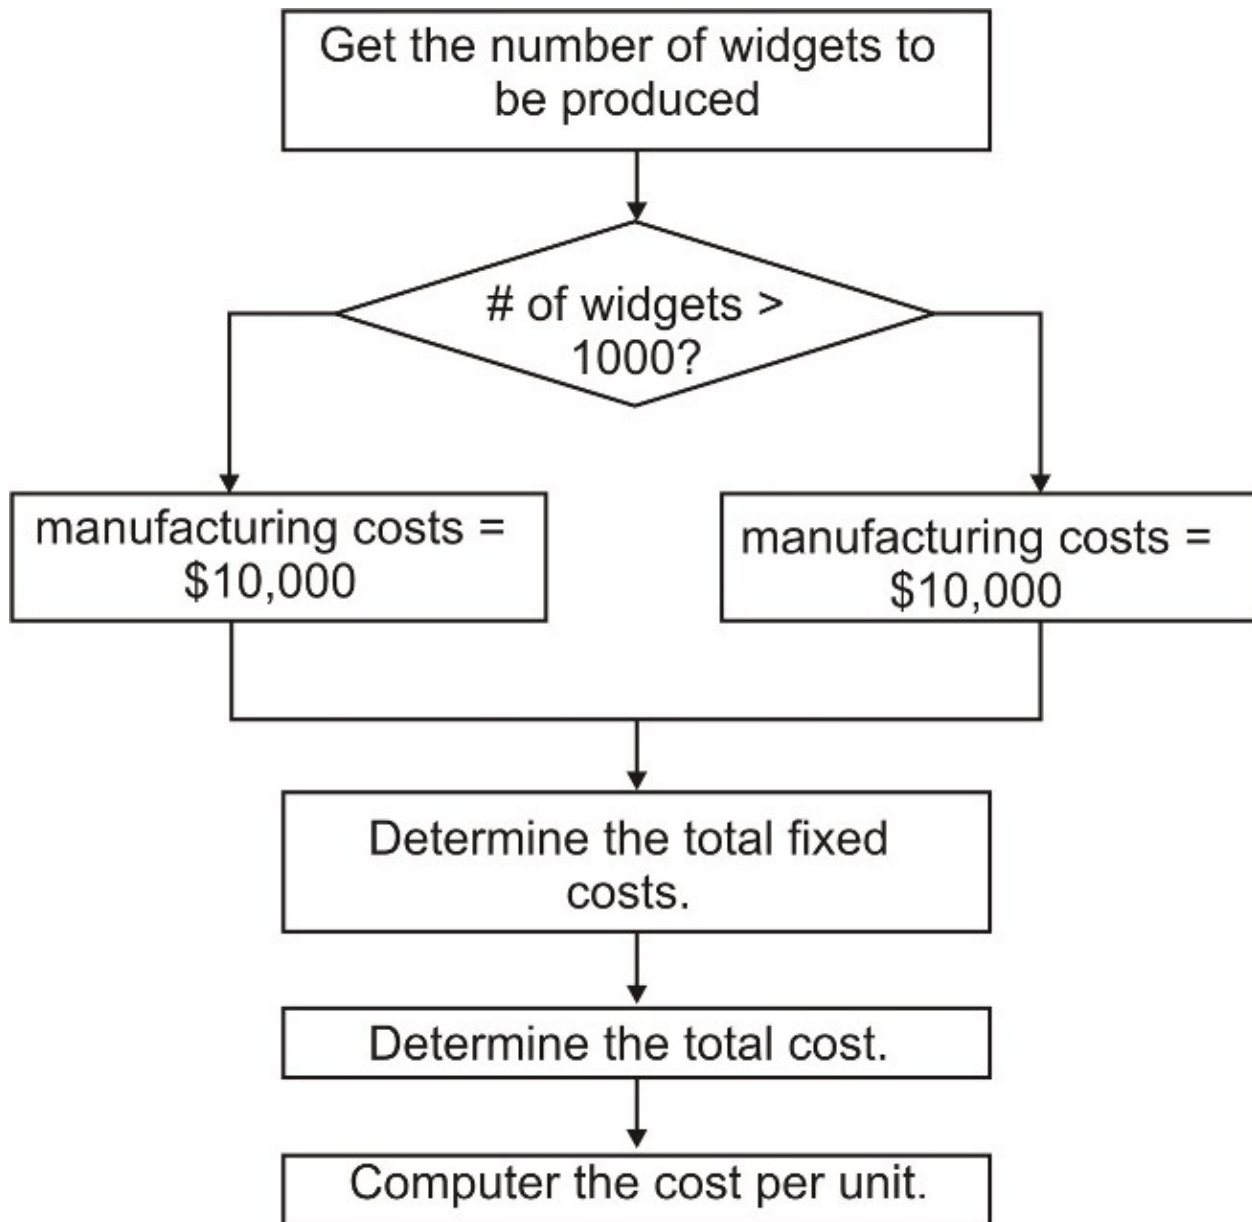 Get the number of widgets to
be produced
# of widgets >
1000?
manufacturing costs =
$10,000
manufacturing costs =
$10,000
Determine the total fixed
costs.
Determine the total cost.
Computer the cost per unit.